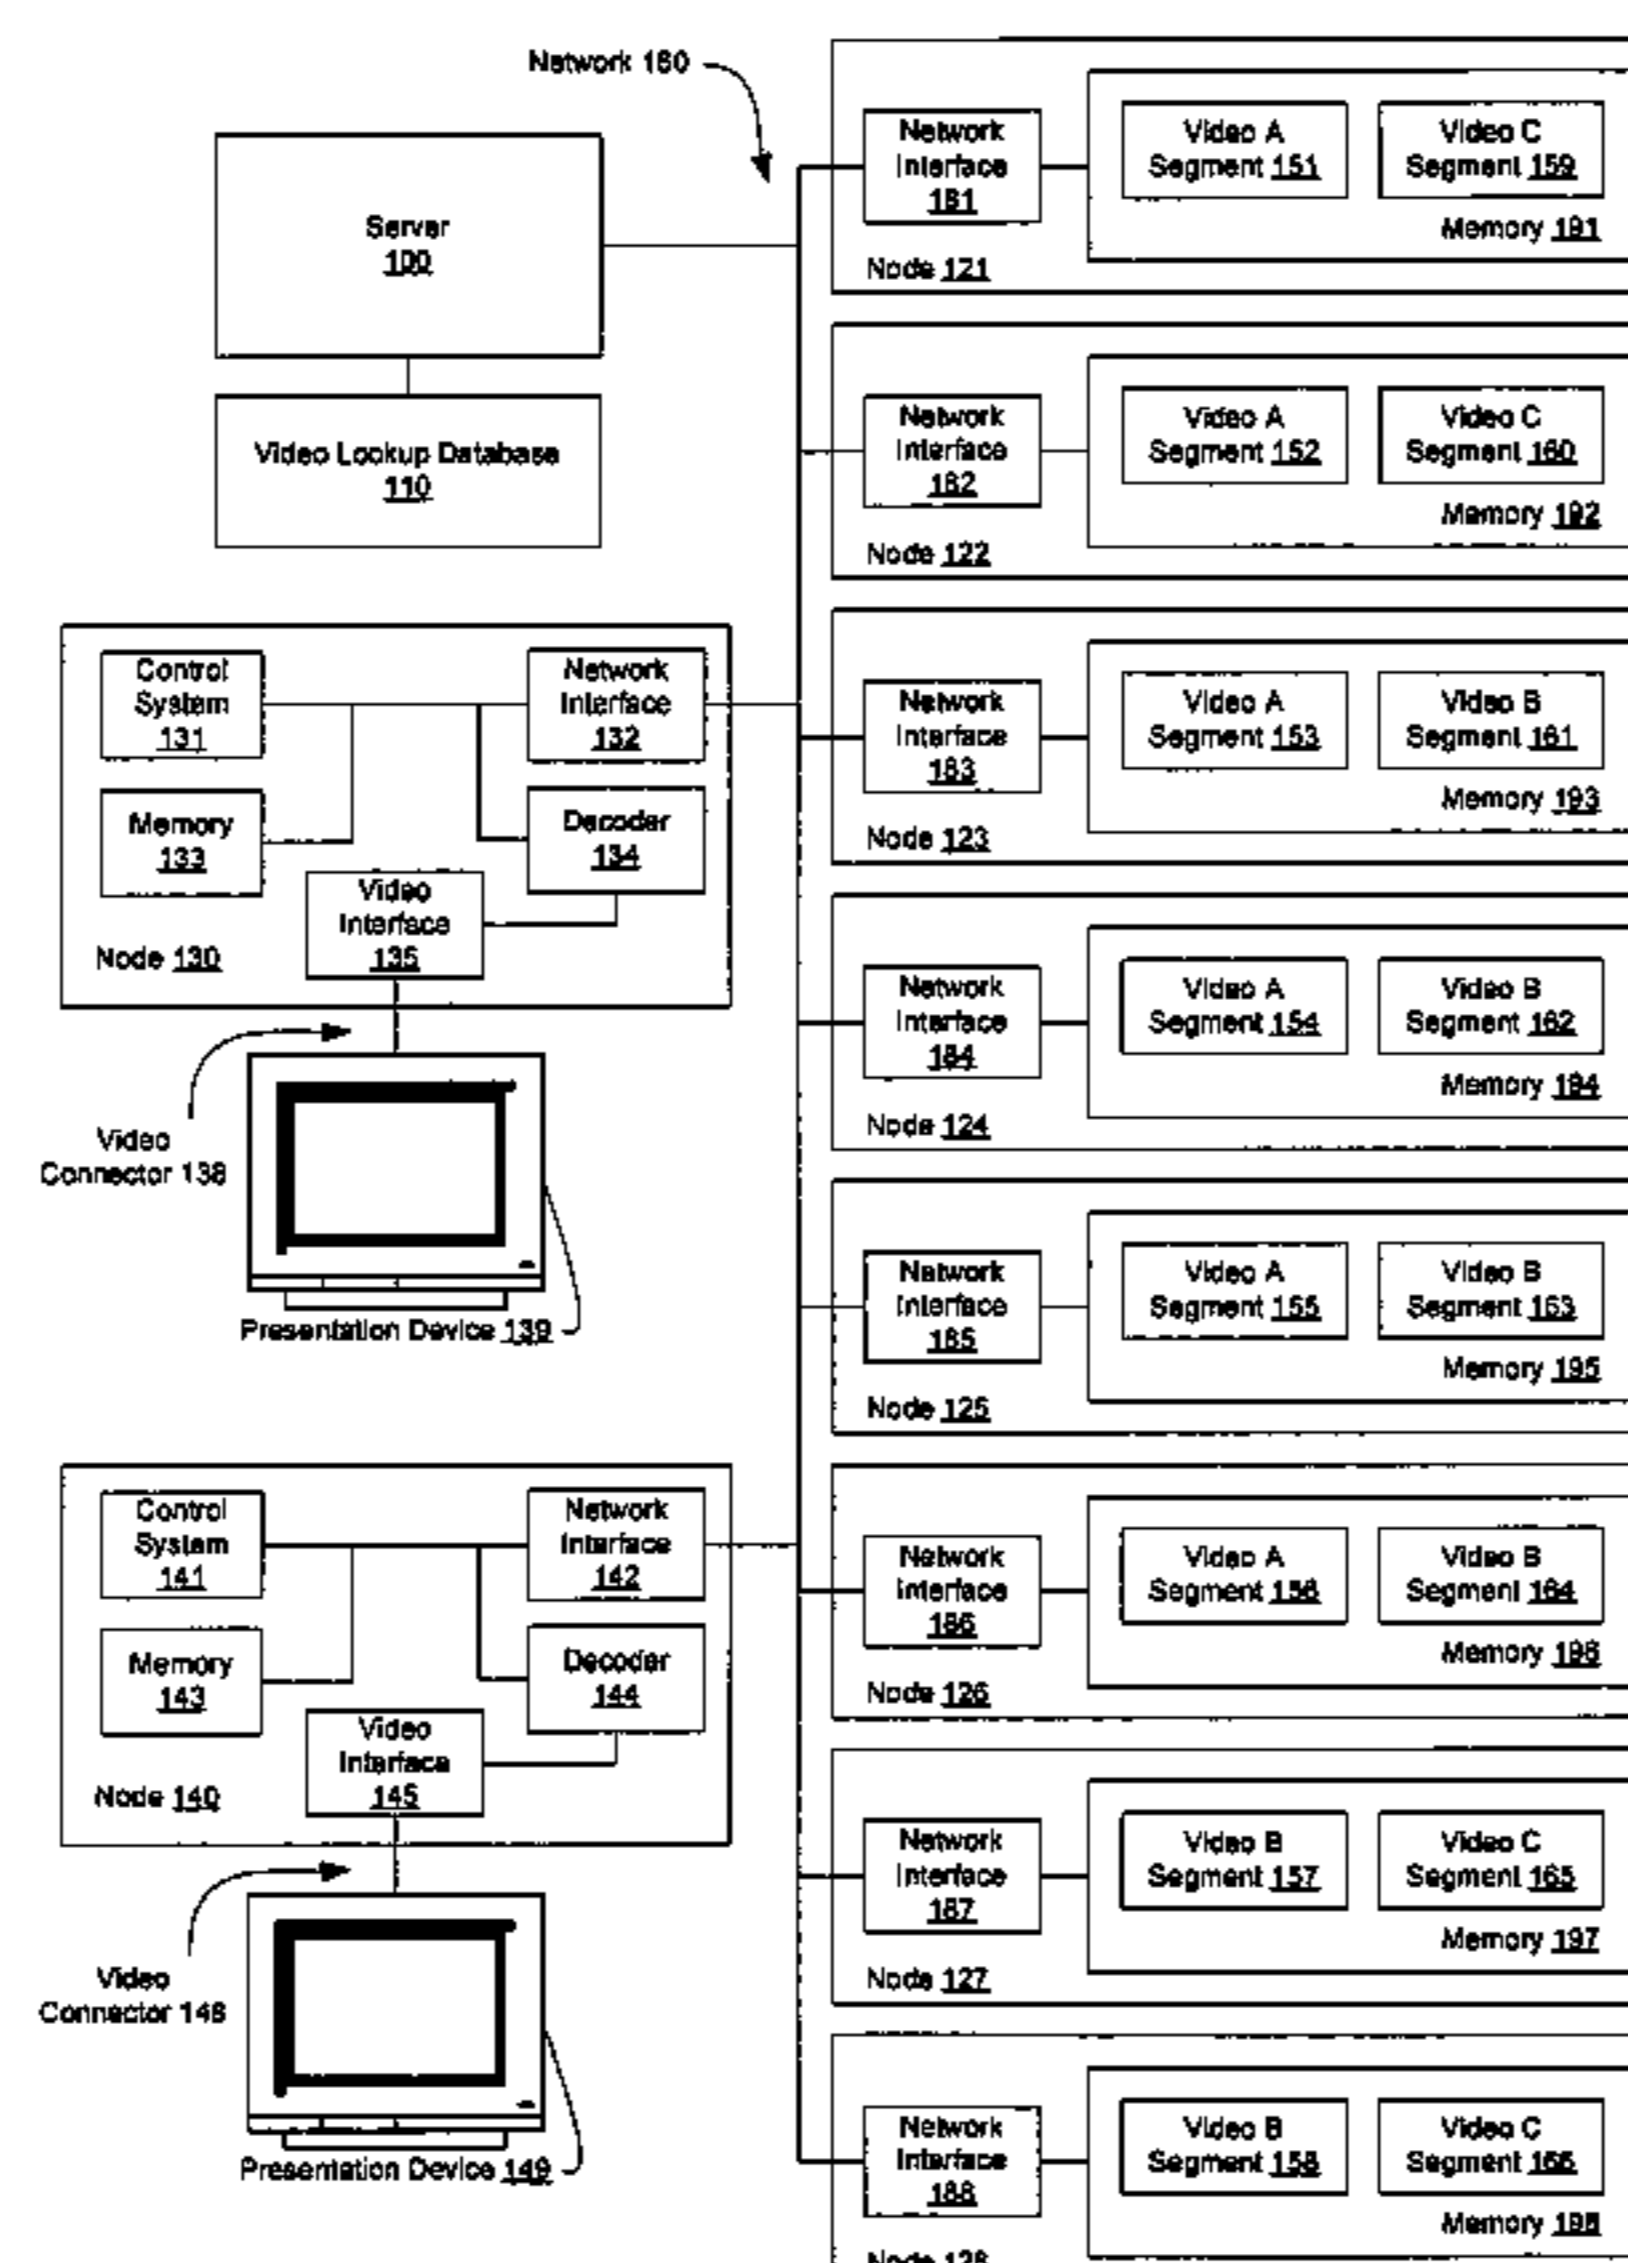 Network 180
Server
100
Video Lookup Database
110
Control
System
131
Network
Interface
132
Memory
133
Decoder
134
Video
Interface
135
Node 130
Video
Connector 138
Presentation Device 139
Control
System
141
Network
Interface
142
Memory
143
Decoder
144
Video
Interface
145
Node 140
Video
Connector 148
Presentation Device 149
Network
Interface
181
Video A
Segment 151
Video C
Segment 159
Memory 191
Node 121
Network
Interface
182
Video A
Segment 152
Video C
Segment 160
Memory 192
Node 122
Network
Interface
183
Video A
Segment 153
Video B
Segment 161
Memory 193
Node 123
Network
Interface
184
Video A
Segment 154
Video B
Segment 162
Memory 194
Node 124
Network
Interface
185
Video A
Segment 155
Video B
Segment 163
Memory 195
Node 125
Network
Interface
186
Video A
Segment 156
Video B
Segment 164
Memory 196
Node 126
Network
Interface
187
Video B
Segment 157
Video C
Segment 165
Memory 197
Node 127
Network
Interface
188
Video B
Segment 158
Video C
Segment 166
Memory 198
Node 128